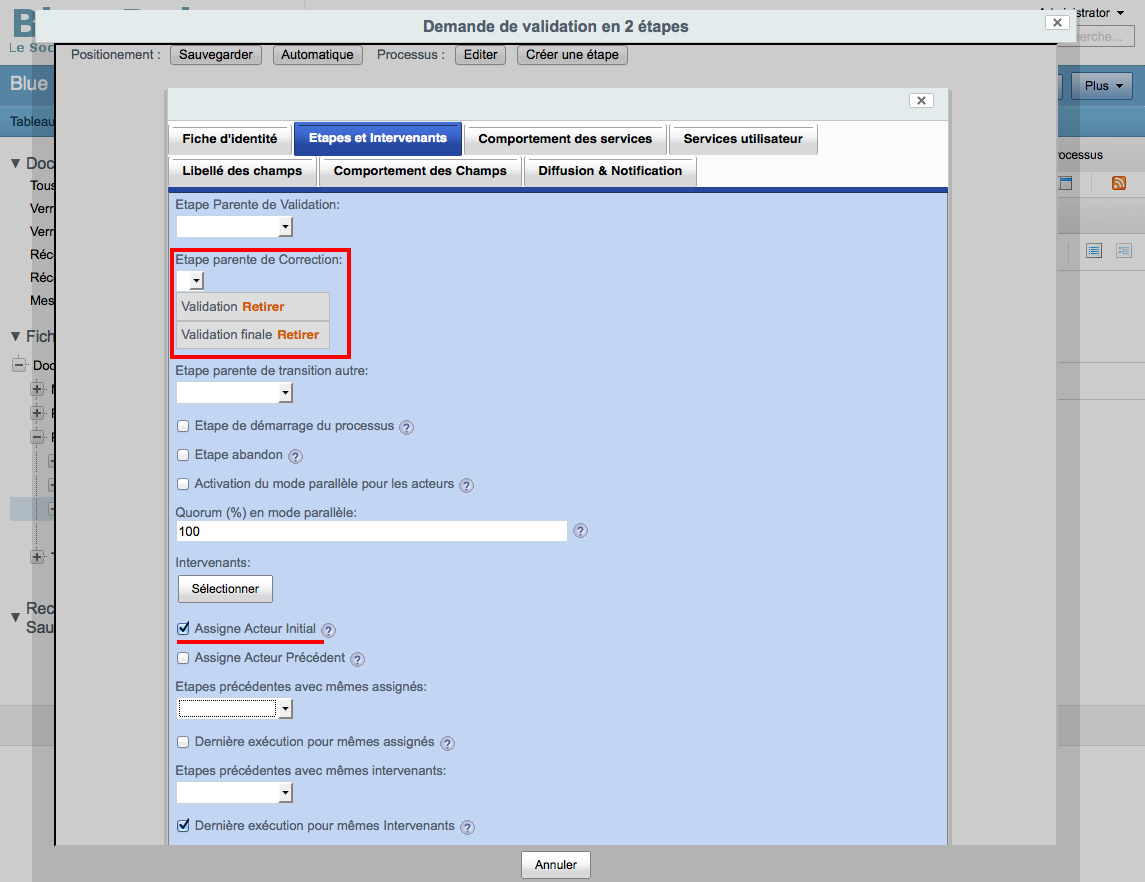 Demande de validation en 2 étapes
Le Soc
Positionement : Sauvegarder Automatique Processus : Editer Créer une étape
Blue
Plus
Tableau
Fiche d'identité Etapes et Intervenants Comportement des services Services utilisateur
Libellé des champs Comportement des Champs Diffusion & Notification
Etape Parente de Validation:
Etape parente de Correction:
Validation Retirer
Validation finale Retirer
Etape parente de transition autre:
Etape de démarrage du processus ?
Etape abandon ?
Activation du mode parallèle pour les acteurs ?
Quorum (%) en mode parallèle:
100 ?
Intervenants:
Sélectionner
Assigne Acteur Initial ?
Assigne Acteur Précédent ?
Etapes précédentes avec mêmes assignés:
Dernière exécution pour mêmes assignés ?
Etapes précédentes avec mêmes intervenants:
Dernière exécution pour mêmes Intervenants ?
Annuler